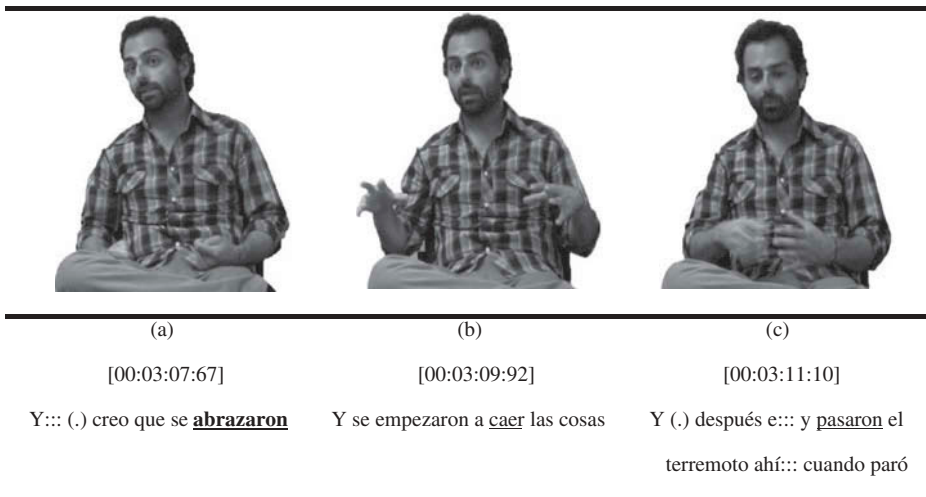 (a) (b) (c)
[00:03:07:67] [00:03:09:92] [00:03:11:10]
Y::: (.) creo que se abrazaron Y se empezaron a caer las cosas Y (.) después e::: y pasaron el
terremoto ahí::: cuando paró